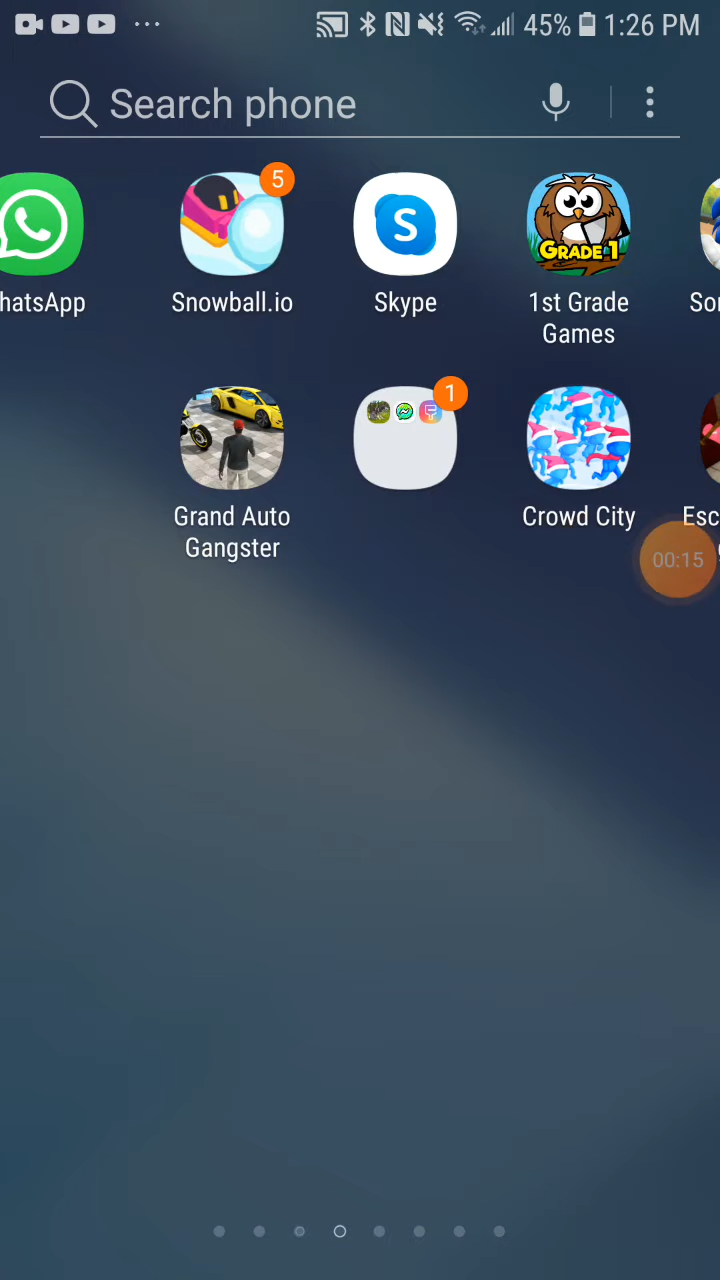 45% 1:26 PM
Search phone
5
S
GRADE 1
hatsApp
Snowball.io
Skype
1st Grade
Games
Sor
1
Grand Auto
Gangster
Crowd City
Esc
00:15